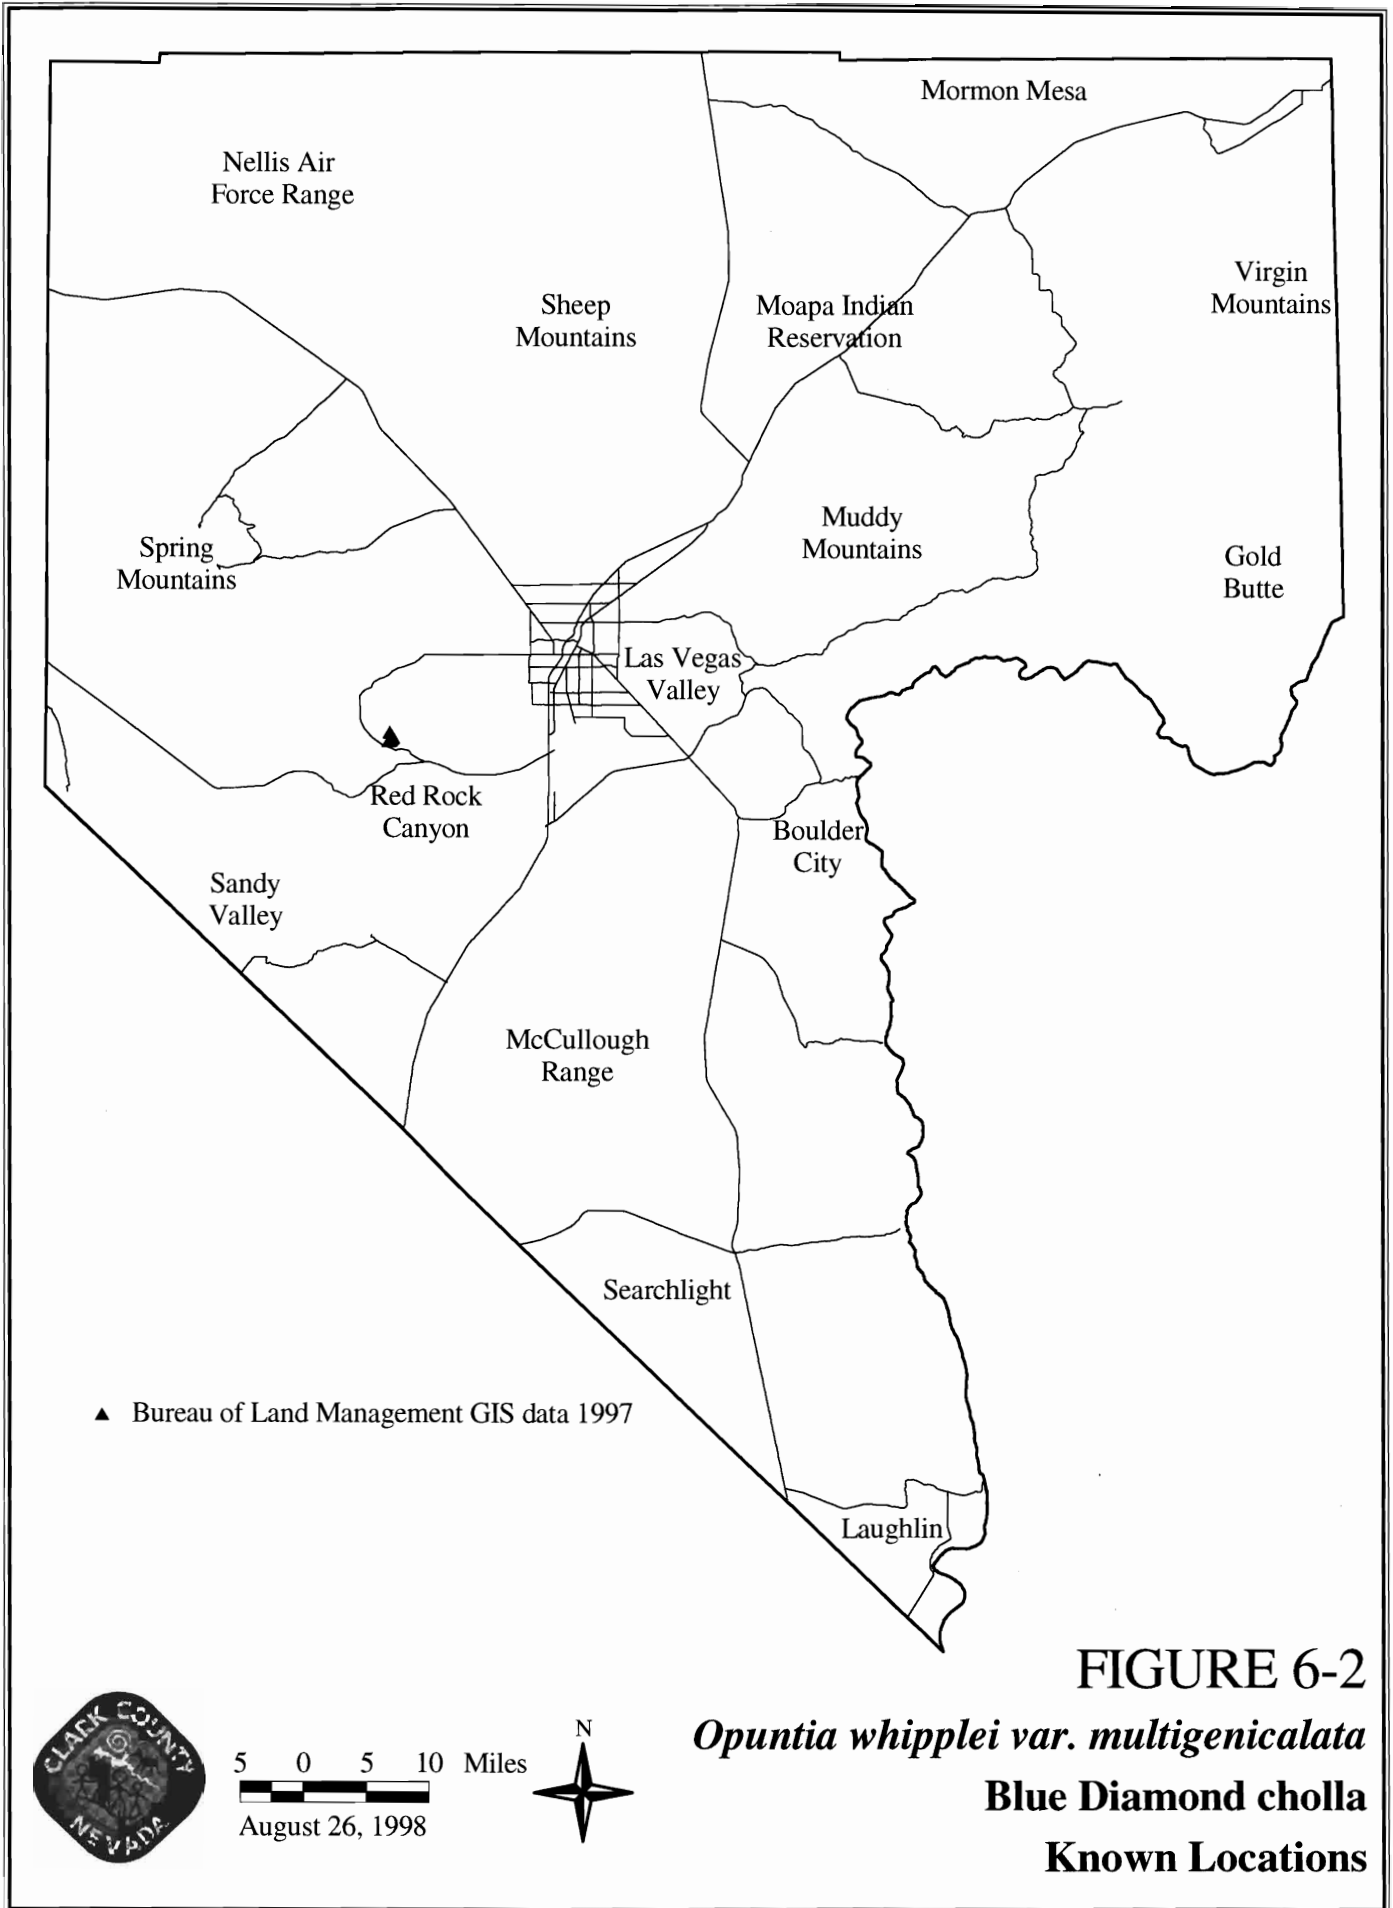 Mormon Mesa
Nellis Air
Force Range
Virgin
Mountains
Sheep
Mountains
Moapa Indian
Reservation
Muddy
Mountains
Spring
Mountains
Gold
Butte
Las Vegas
Valley
Red Rock
Canyon
Boulder
City
Sandy
Valley
McCullough
Range
Searchlight
Bureau of Land Management GIS data 1997
Laughlin
FIGURE 6-2
Opuntia whipplei var. multigenicalata
Blue Diamond cholla
Known Locations
CLARK COUNTY
NEVADA
5 0 5 10 Miles
August 26, 1998
N